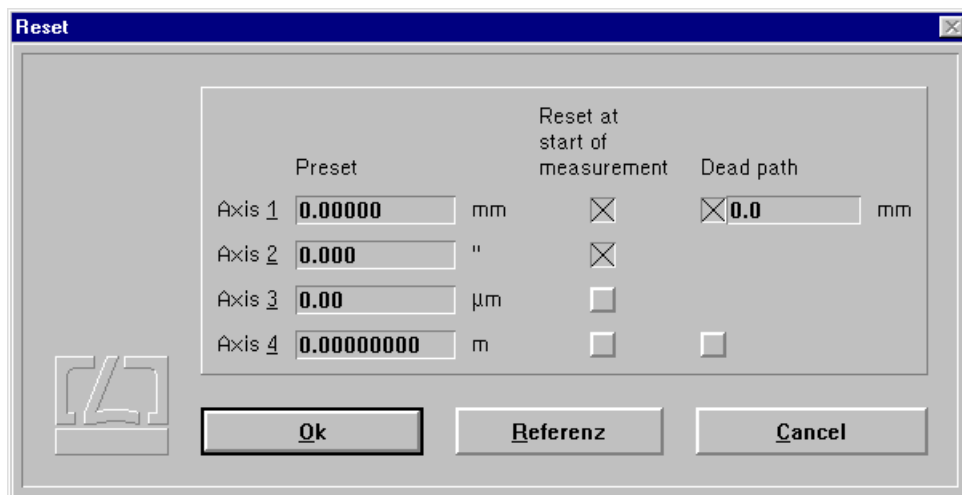 Reset
Reset at
start of
Preset measurement Dead path
Axis 1 0.00000 mm 0.0 mm
Axis 2 0.000 "
Axis 3 0.00 µm
Axis 4 0.00000000 m
Ok Referenz Cancel